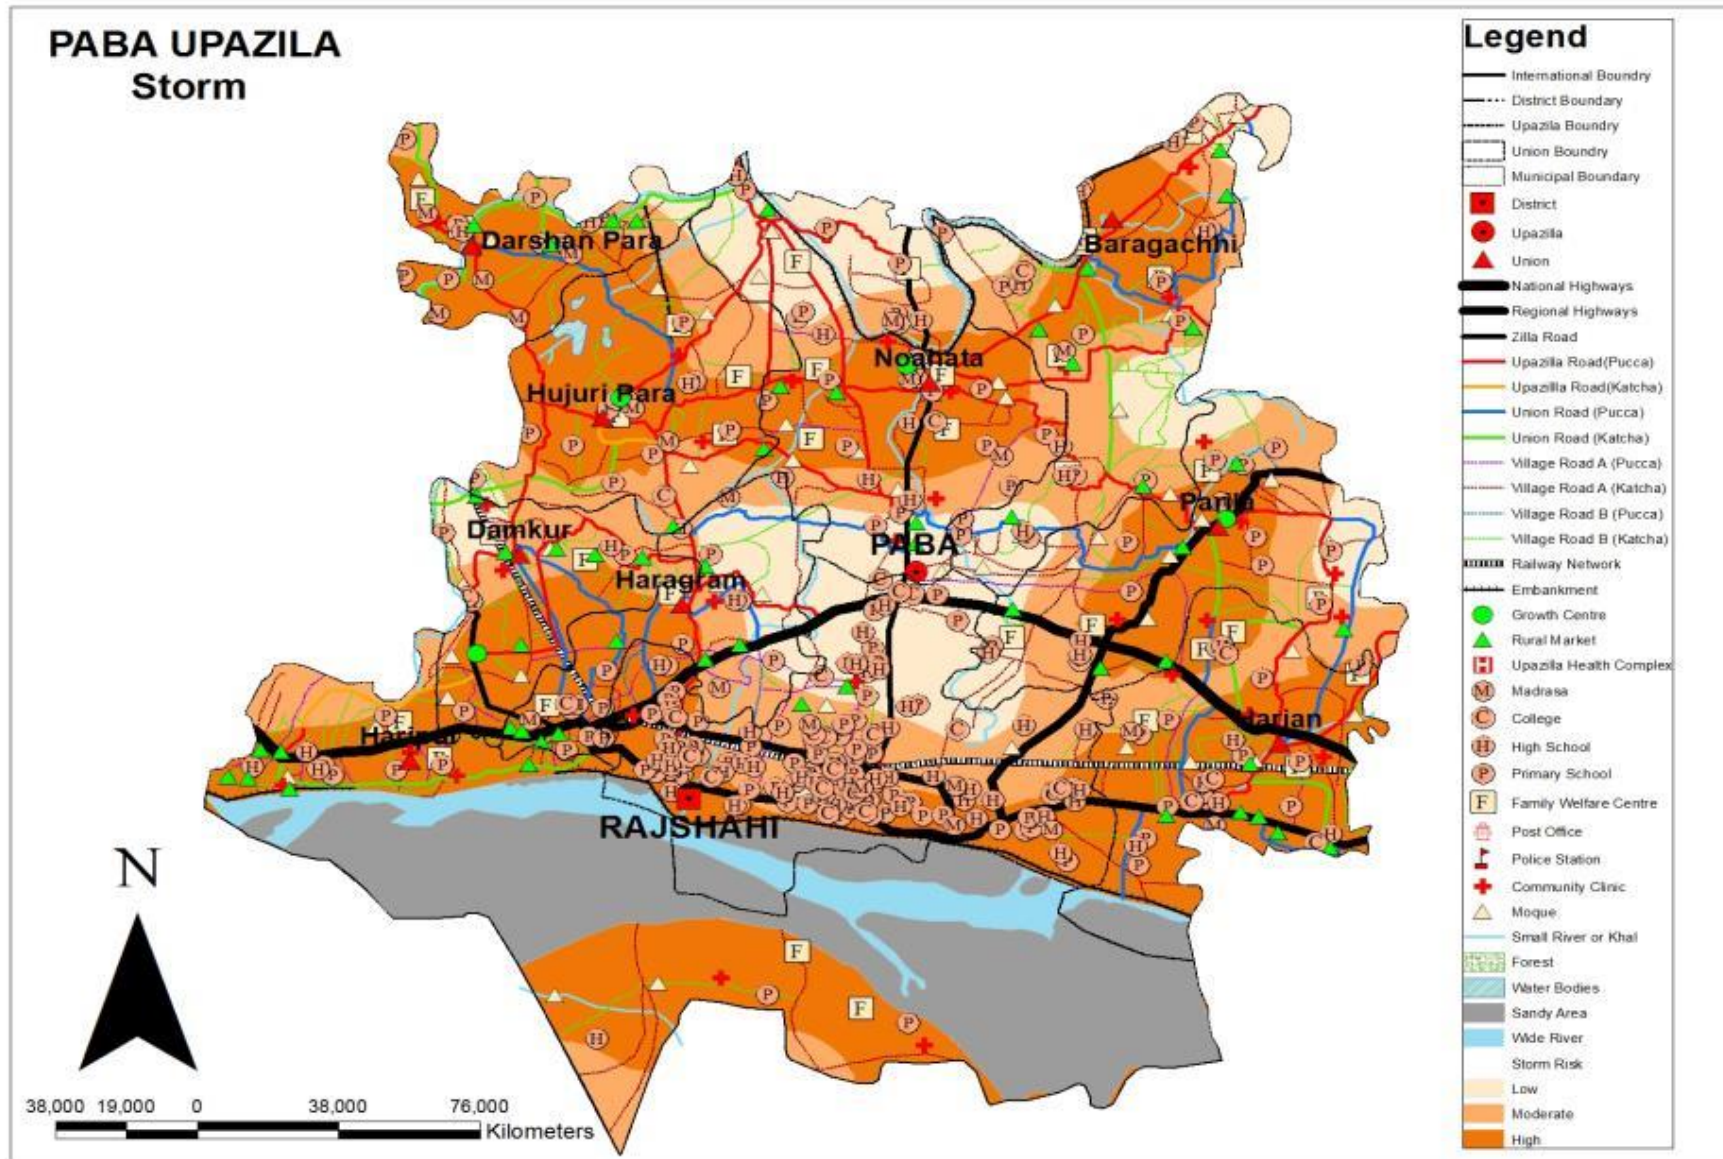 PABA UPAZILA
Storm
Darshan Para
Baragachhi
Noahata
Hujuri Para
Parila
Damkur
PABA
Haragram
Harian
RAJSHAHI
N
38,000 19,000 0 38,000 76,000
Kilometers
Legend
International Boundry
District Boundary
Upazila Boundry
Union Boundry
Municipal Boundary
District
Upazilla
Union
National Highways
Regional Highways
Zilla Road
Upazilla Road(Pucca)
Upazillla Road(Katcha)
Union Road (Pucca)
Union Road (Katcha)
Village Road A (Pucca)
Village Road A (Katcha)
Village Road B (Pucca)
Village Road B (Katcha)
Railway Network
Embankment
Growth Centre
Rural Market
H Upazilla Health Complex
M Madrasa
C College
H High School
P Primary School
F Family Welfare Centre
Post Office
Police Station
Community Clinic
Moque
Small River or Khal
Forest
Water Bodies
Sandy Area
Wide River
Storm Risk
Low
Moderate
High